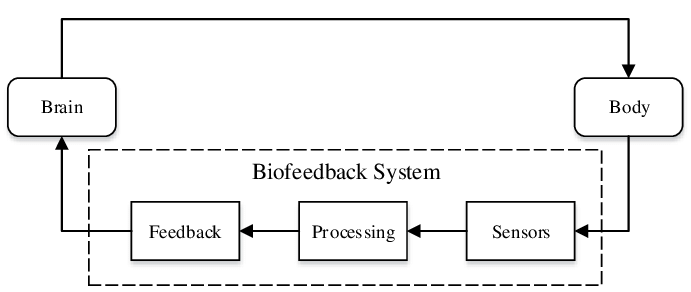 Brain
Body
Biofeedback System
Feedback
Processing
Sensors